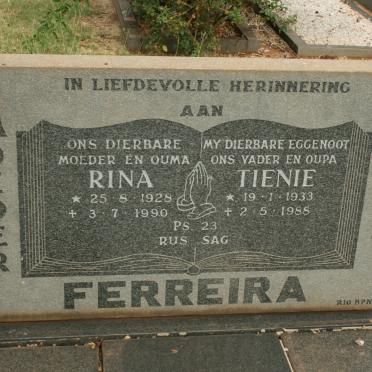 IN LIEFDEVOLLE HERINNERING
AAN
ONS DIERBARE
MOEDER EN OUMA
RINA
★ 25·8·1928
+ 3·7·1990
MY DIERBARE EGGENOOT
ONS VADER EN OUPA
TIENIE
★ 19·1·1933
+ 2·5·1988
Ps 23
RUS SAG
FERREIRA